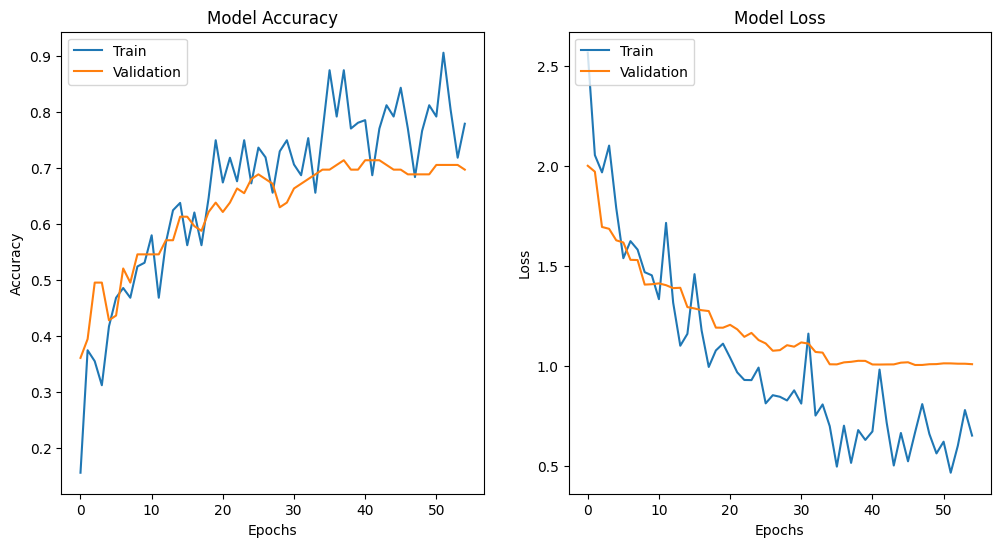 Model Accuracy
Train
Validation
0.9
0.8
0.7
0.6
0.5
0.4
0.3
0.2
Accuracy
0 10 20 30 40 50
Epochs
Model Loss
Train
Validation
2.5
2.0
1.5
1.0
0.5
Loss
0 10 20 30 40 50
Epochs